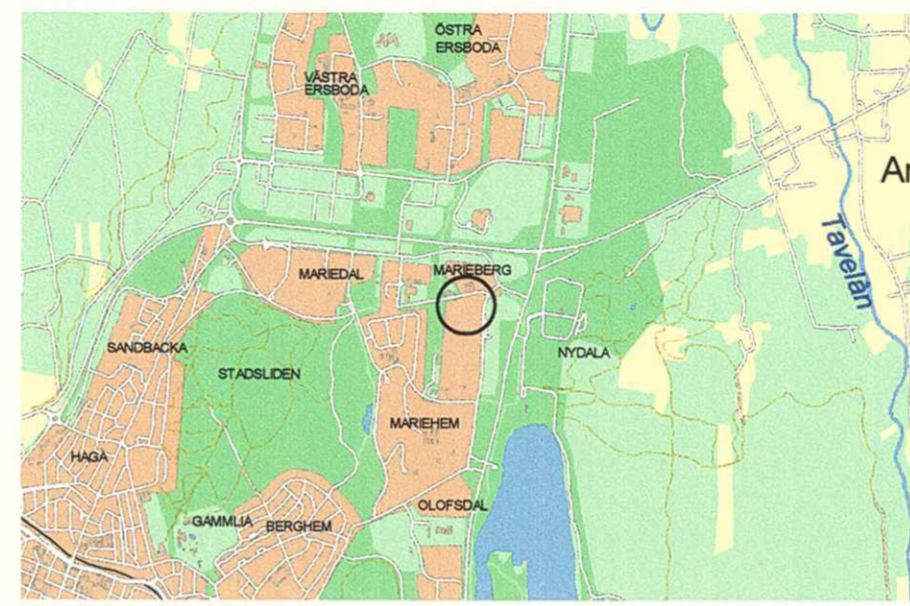 ÖSTRA
ERSBODA
VÄSTRA
ERSBODA
Tavelån
MARIEBERG
MARIEDAL
SANDBACKA
NYDALA
STADSLIDEN
MARIEHEM
HAGA
OLOFSDAL
GAMMLIA
BERGHEM